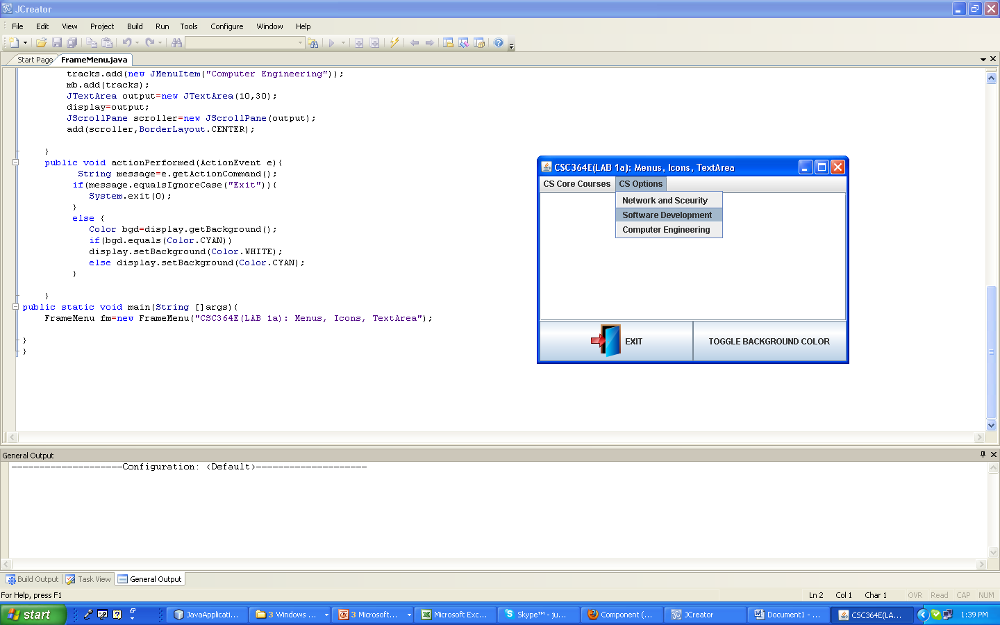 JCreator
File Edit View Project Build Run Tools Configure Window Help
Start Page FrameMenu.java
tracks.add(new JMenuItem("Computer Engineering"));
mb.add(tracks);
JTextArea output=new JTextArea(10,30);
display=output;
JScrollPane scroller=new JScrollPane(output);
add(scroller,BorderLayout.CENTER);
}
public void actionPerformed(ActionEvent e){
String message=e.getActionCommand();
if(message.equalsIgnoreCase("Exit")){
System.exit(0);
}
else {
Color bgd=display.getBackground();
if(bgd.equals(Color.CYAN))
display.setBackground(Color.WHITE);
else display.setBackground(Color.CYAN);
}
}
public static void main(String []args){
FrameMenu fm=new FrameMenu("CSC364E(LAB 1a): Menus, Icons, TextArea");
}
}
CSC364E(LAB 1a): Menus, Icons, TextArea
CS Core Courses CS Options
Network and Sceurity
Software Development
Computer Engineering
EXIT TOGGLE BACKGROUND COLOR
General Output
--------------------Configuration: <Default>--------------------
Build Output Task View General Output
For Help, press F1 Ln 2 Col 1 Char 1 OVR Read CAP NUM
start JavaApplicati... 3 Windows ... 3 Microsoft... Microsoft Exc... Skype™ - ju... Component (... JCreator Document1 - ... CSC364E(LA... 1:39 PM